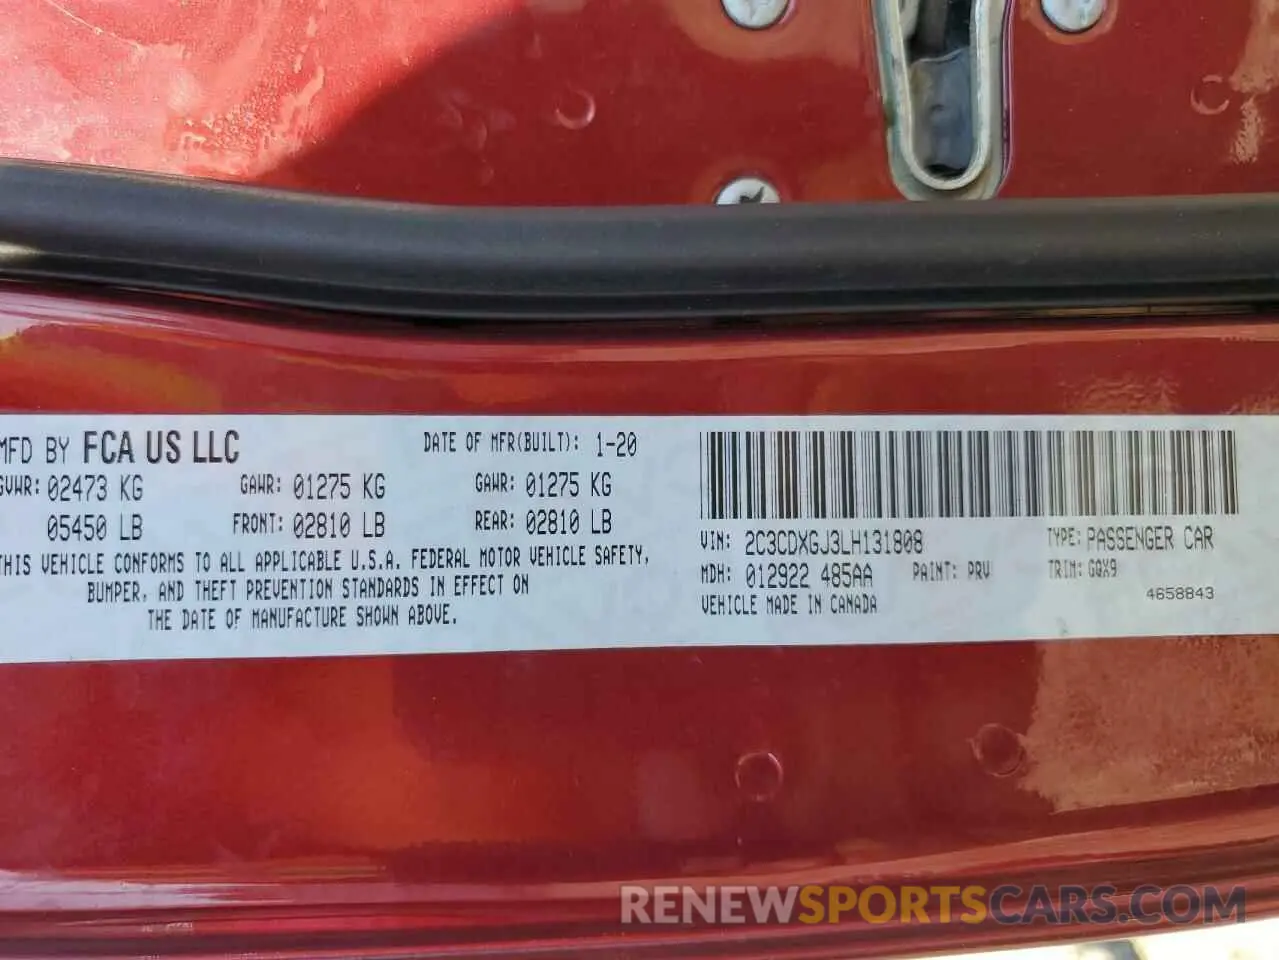 MFD BY FCA US LLC DATE OF MFR(BUILT): 1-20
GVWR: 02473 KG GAWR: 01275 KG GAWR: 01275 KG
05450 LB FRONT: 02810 LB REAR: 02810 LB
THIS VEHICLE CONFORMS TO ALL APPLICABLE U.S.A. FEDERAL MOTOR VEHICLE SAFETY,
BUMPER, AND THEFT PREVENTION STANDARDS IN EFFECT ON
THE DATE OF MANUFACTURE SHOWN ABOVE.
VIN: 2C3CDXGJ3LH131808 TYPE: PASSENGER CAR
MDH: 012922 485AA PAINT: PRV TRIM: GQX9
VEHICLE MADE IN CANADA 4658843
RENEWSPORTSCARS.COM